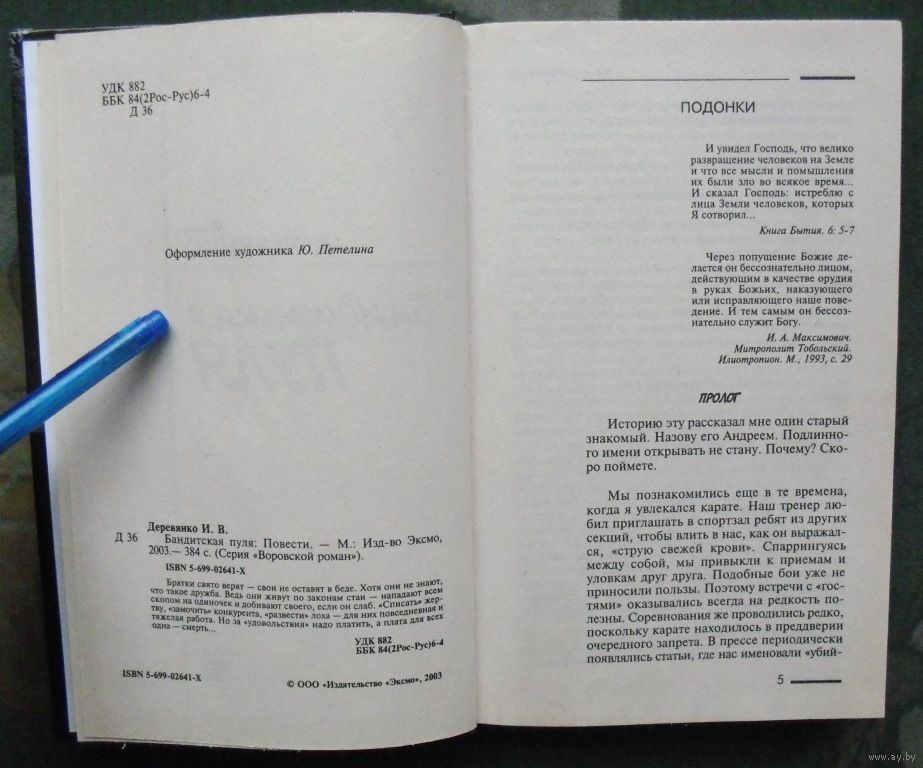 УДК 882
ББК 84(2Рос-Рус)6-4
Д 36
Оформление художника Ю. Петелина
Деревянко И. В.
Д 36
Бандитская пуля: Повести. — М.: Изд-во Эксмо,
2003.— 384 с. (Серия «Воровской роман»).
ISBN 5-699-02641-X
Братки свято верят — свои не оставят в беде. Хотя они не знают,
что такое дружба. Ведь они живут по законам стаи — нападают всем
скопом на одиночек и добивают своего, если он слаб. «Списать» жер-
тву, «замочить» конкурента, «развести» лоха — для них повседневная и
тяжелая работа. Но за «удовольствия» надо платить, а плата для всех
одна — смерть...
УДК 882
ББК 84(2Рос-Рус)6-4
ISBN 5-699-02641-X
© ООО «Издательство «Эксмо», 2003
ПОДОНКИ
И увидел Господь, что велико
развращение человеков на Земле
и что все мысли и помышления
их были зло во всякое время...
И сказал Господь: истреблю с
лица Земли человеков, которых
Я сотворил...
Книга Бытия. 6: 5-7
Через попущение Божие де-
лается он бессознательно лицом,
действующим в качестве орудия
в руках Божьих, наказующего
или исправляющего наше пове-
дение. И тем самым он бессоз-
нательно служит Богу.
И. А. Максимович.
Митрополит Тобольский.
Илиотропион. М., 1993, с. 29
ПРОЛОГ
Историю эту рассказал мне один старый
знакомый. Назову его Андреем. Подлинно-
го имени открывать не стану. Почему? Ско-
ро поймете.
Мы познакомились еще в те времена,
когда я увлекался карате. Наш тренер лю-
бил приглашать в спортзал ребят из других
секций, чтобы влить в нас, как он выражал-
ся, «струю свежей крови». Спаррингуясь
между собой, мы привыкли к приемам и
уловкам друг друга. Подобные бои уже не
приносили пользы. Поэтому встречи с «гос-
тями» оказывались всегда на редкость по-
лезны. Соревнования же проводились редко,
поскольку карате находилось в преддверии
очередного запрета. В прессе периодически
появлялись статьи, где нас именовали «убий-
5
www.ay.by